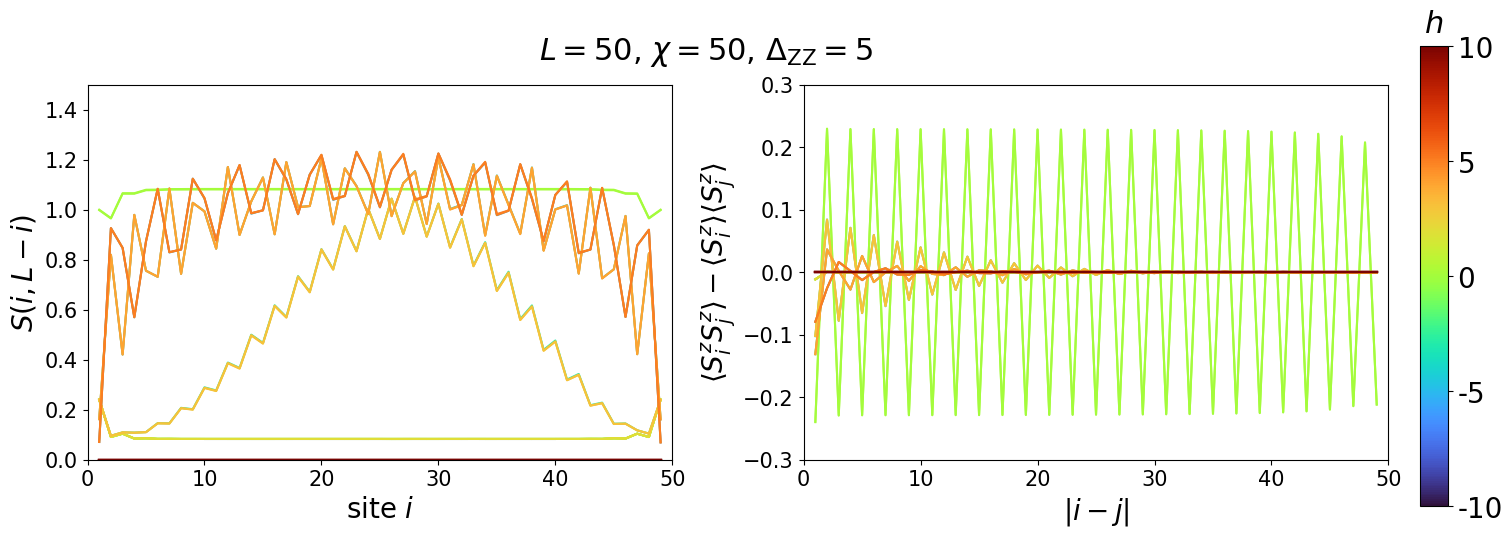 L = 50, χ = 50, Δ_ZZ = 5
h
S(i, L − i)
1.4
1.2
1.0
0.8
0.6
0.4
0.2
0.0
0 10 20 30 40 50
site i
⟨S_i^z S_j^z⟩ − ⟨S_i^z⟩⟨S_j^z⟩
0.3
0.2
0.1
0.0
−0.1
−0.2
−0.3
0 10 20 30 40 50
|i − j|
10
5
0
-5
-10